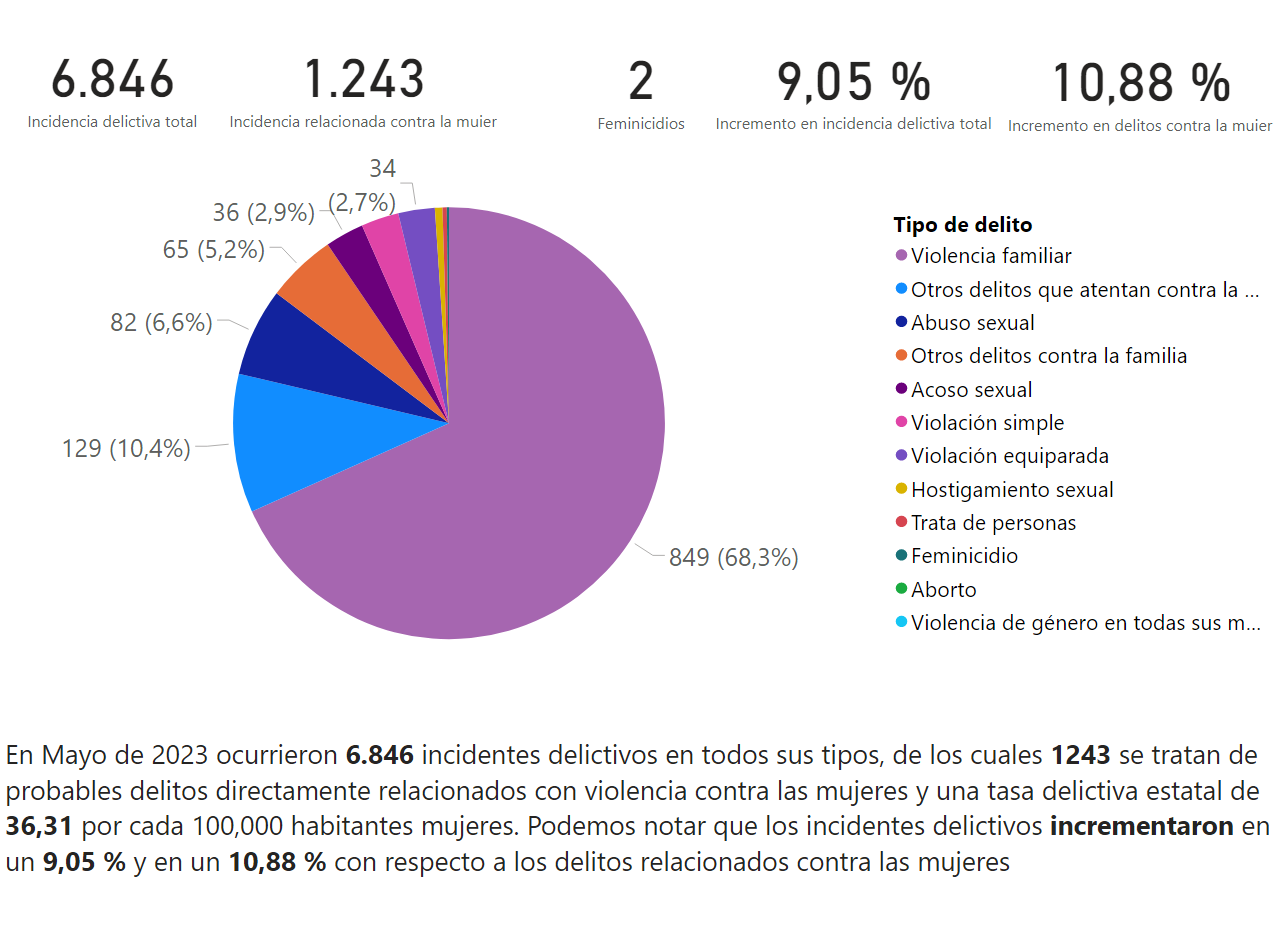 6.846
Incidencia delictiva total
1.243
Incidencia relacionada contra la mujer
2
Feminicidios
9,05 %
Incremento en incidencia delictiva total
10,88 %
Incremento en delitos contra la mujer
34
(2,7%)
36 (2,9%)
65 (5,2%)
82 (6,6%)
129 (10,4%)
849 (68,3%)
Tipo de delito
Violencia familiar
Otros delitos que atentan contra la ...
Abuso sexual
Otros delitos contra la familia
Acoso sexual
Violación simple
Violación equiparada
Hostigamiento sexual
Trata de personas
Feminicidio
Aborto
Violencia de género en todas sus m...
En Mayo de 2023 ocurrieron 6.846 incidentes delictivos en todos sus tipos, de los cuales 1243 se tratan de
probables delitos directamente relacionados con violencia contra las mujeres y una tasa delictiva estatal de
36,31 por cada 100,000 habitantes mujeres. Podemos notar que los incidentes delictivos incrementaron en
un 9,05 % y en un 10,88 % con respecto a los delitos relacionados contra las mujeres